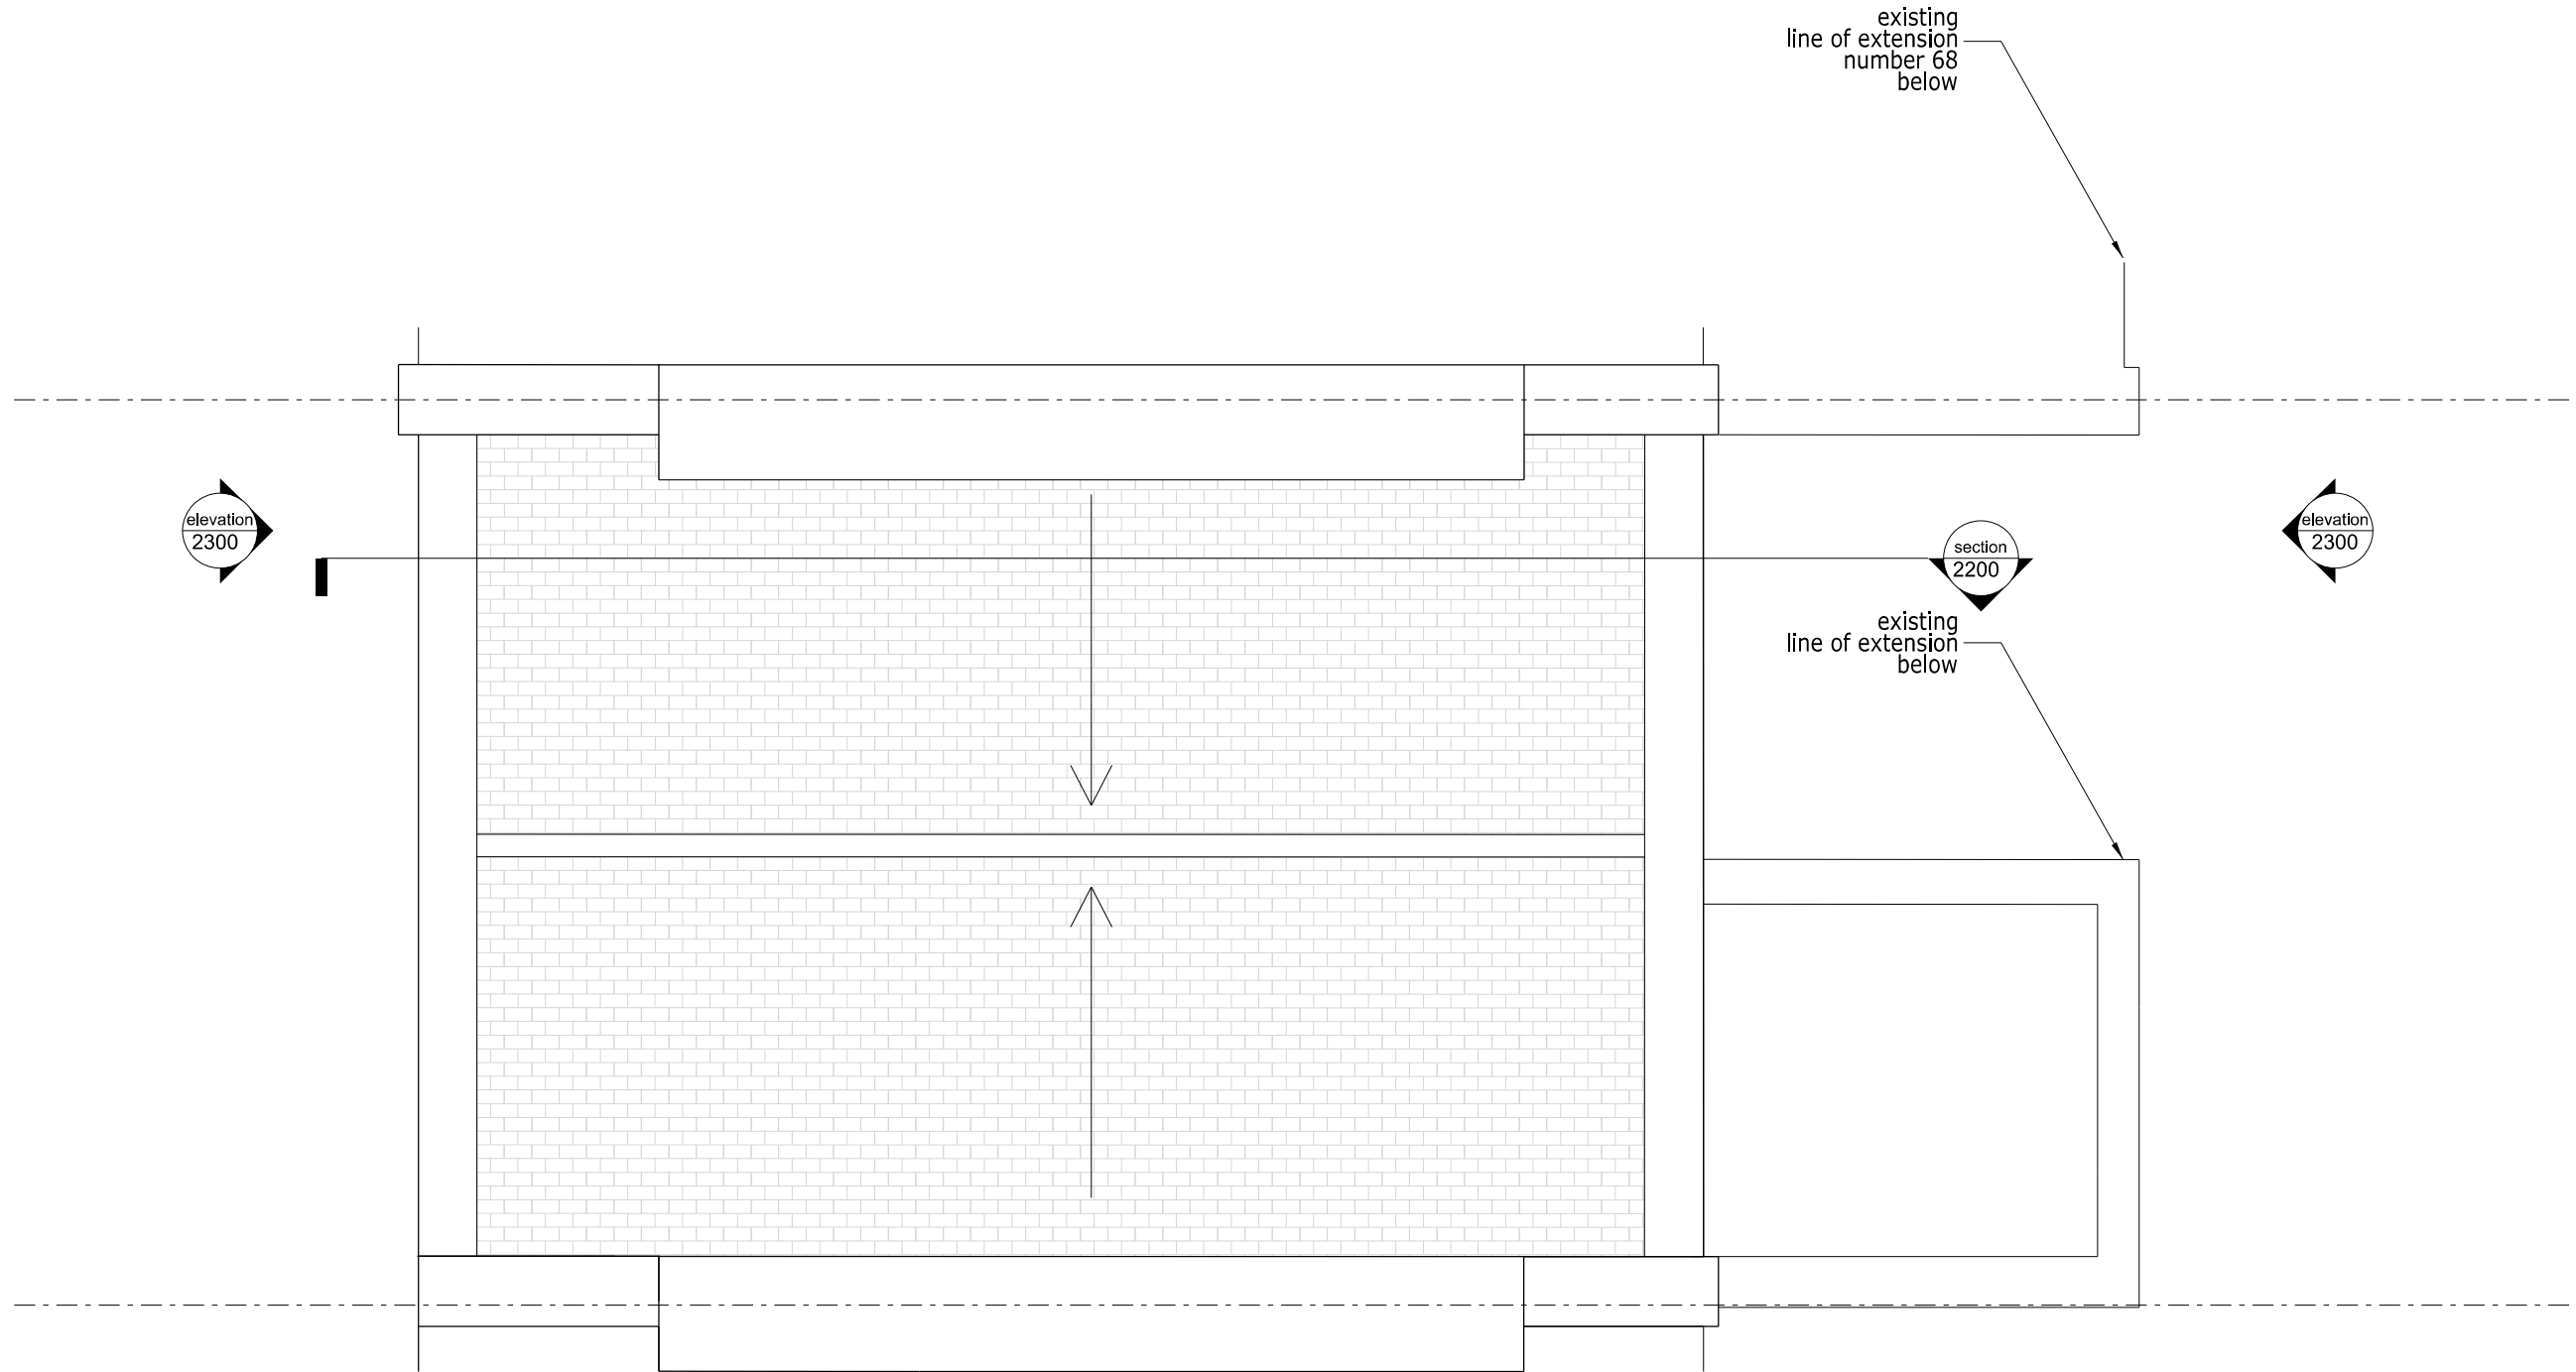 existing
line of extension
number 68
below
elevation
2300
section
2200
elevation
2300
existing
line of extension
below